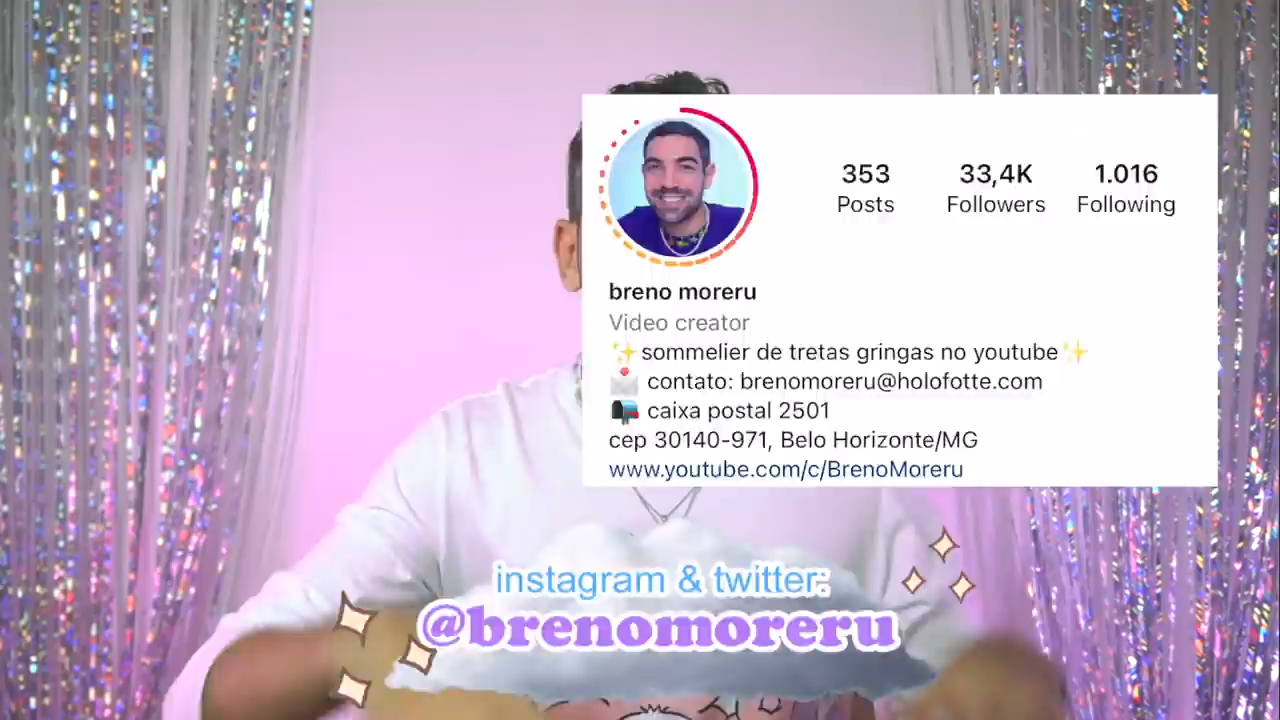 353 33,4K 1.016
Posts Followers Following
breno moreru
Video creator
✨sommelier de tretas gringas no youtube✨
💌 contato: brenomoreru@holofotte.com
📭 caixa postal 2501
cep 30140-971, Belo Horizonte/MG
www.youtube.com/c/BrenoMoreru
instagram & twitter:
@brenomoreru